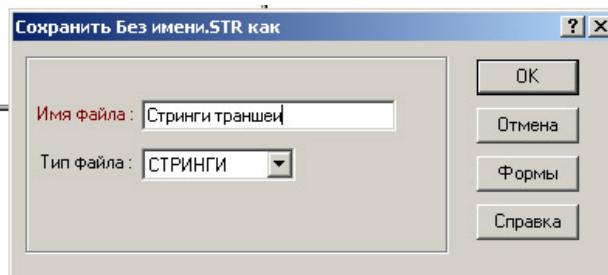 Сохранить Без имени.STR как
Имя файла : Стринги траншеи
Тип файла : СТРИНГИ
OK
Отмена
Формы
Справка